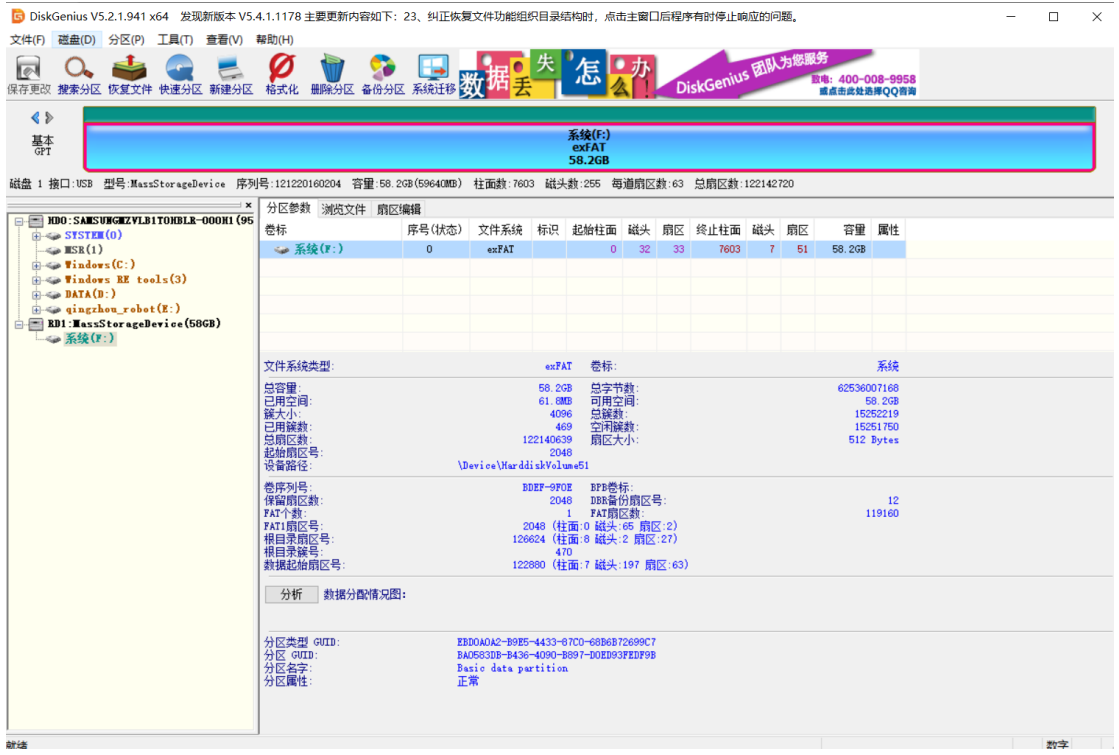 DiskGenius V5.2.1.941 x64 发现新版本 V5.4.1.1178 主要更新内容如下：23、纠正恢复文件功能组织目录结构时，点击主窗口后程序有时停止响应的问题。
文件(F) 磁盘(D) 分区(P) 工具(T) 查看(V) 帮助(H)
保存更改 搜索分区 恢复文件 快速分区 新建分区 格式化 删除分区 备份分区 系统迁移
数据丢失怎么办
DiskGenius 团队为您服务
致电：400-008-9958
或点击此处选择QQ咨询
基本
GPT
系统(F:)
exFAT
58.2GB
磁盘 1 接口:USB 型号:MassStorageDevice 序列号:121220160204 容量:58.2GB(59640MB) 柱面数:7603 磁头数:255 每道扇区数:63 总扇区数:122142720
HD0:SAMSUNGMZVLB1T0HBLR-000H1(95
SYSTEM(0)
MSR(1)
Windows(C:)
Windows RE tools(3)
DATA(D:)
qingzhou_robot(E:)
RD1:MassStorageDevice(58GB)
系统(F:)
分区参数 浏览文件 扇区编辑
卷标 序号(状态) 文件系统 标识 起始柱面 磁头 扇区 终止柱面 磁头 扇区 容量 属性
系统(F:) 0 exFAT 0 32 33 7603 7 51 58.2GB
文件系统类型: exFAT 卷标: 系统
总容量: 58.2GB 总字节数: 62536007168
已用空间: 61.8MB 可用空间: 58.2GB
簇大小: 4096 总簇数: 15252219
已用簇数: 469 空闲簇数: 15251750
总扇区数: 122140639 扇区大小: 512 Bytes
起始扇区号: 2048
设备路径: \Device\HarddiskVolume51
卷序列号: BDEF-9F0E BPB卷标:
保留扇区数: 2048 DBR备份扇区号: 12
FAT个数: 1 FAT扇区数: 119160
FAT1扇区号: 2048 (柱面:0 磁头:65 扇区:2)
根目录扇区号: 126624 (柱面:8 磁头:2 扇区:27)
根目录簇号: 470
数据起始扇区号: 122880 (柱面:7 磁头:197 扇区:63)
分析 数据分配情况图:
分区类型 GUID: EBD0A0A2-B9E5-4433-87C0-68B6B72699C7
分区 GUID: BA0583DB-B436-4090-B897-D0ED93FEDF9B
分区名字: Basic data partition
分区属性: 正常
就绪 数字